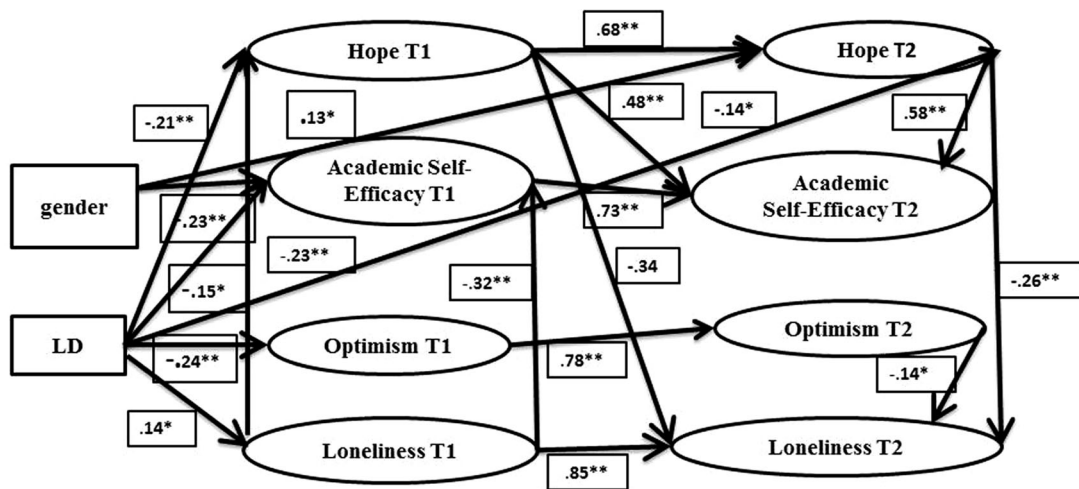 Hope T1
.68**
Hope T2
-.21**
.13*
.48**
-.14*
.58**
gender
Academic Self-
Efficacy T1
Academic
Self-Efficacy T2
-.23**
.73**
-.23**
-.15*
-.32**
-.34
-.26**
LD
Optimism T1
Optimism T2
-.24**
.78**
-.14*
.14*
Loneliness T1
Loneliness T2
.85**